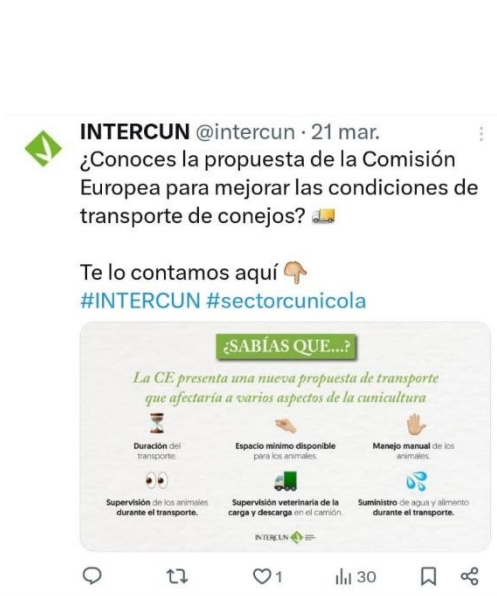 INTERCUN @intercun · 21 mar.
¿Conoces la propuesta de la Comisión
Europea para mejorar las condiciones de
transporte de conejos? 🚛
Te lo contamos aquí 👇🏼
#INTERCUN #sectorcunicola
¿SABÍAS QUE...?
La CE presenta una nueva propuesta de transporte
que afectaría a varios aspectos de la cunicultura
Duración del
transporte.
Espacio mínimo disponible
para los animales.
Manejo manual de los
animales.
Supervisión de los animales
durante el transporte.
Supervisión veterinaria de la
carga y descarga en el camión.
Suministro de agua y alimento
durante el transporte.
INTERCUN
1
30